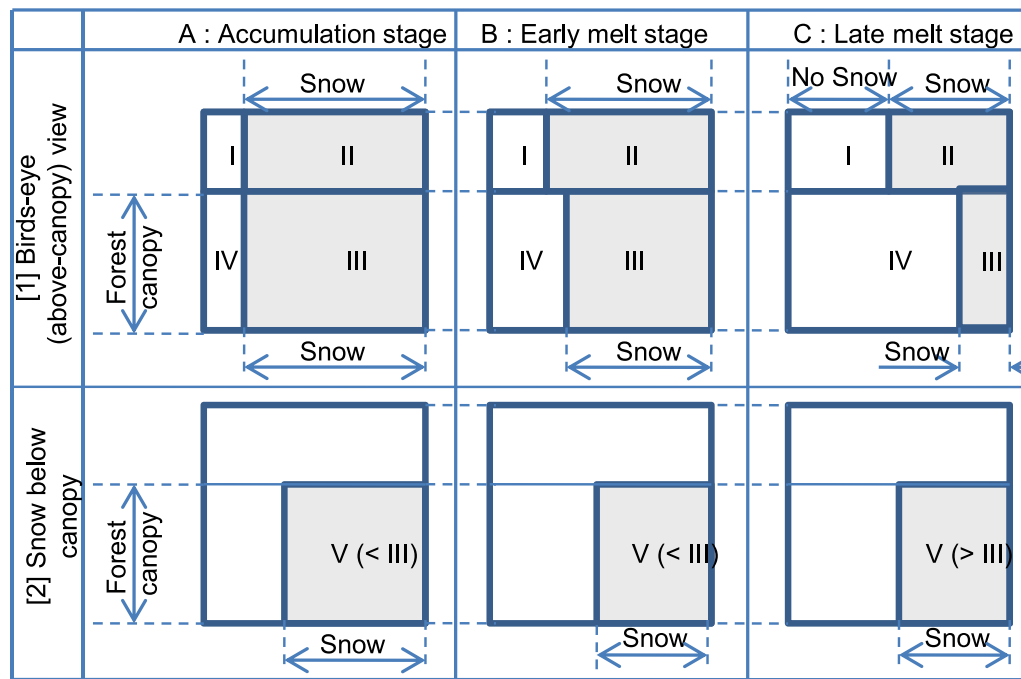 A : Accumulation stage
B : Early melt stage
C : Late melt stage
[1] Birds-eye
(above-canopy) view
Forest
canopy
Snow
I
II
IV
III
Snow
Snow
I
II
IV
III
Snow
No Snow
Snow
I
II
IV
III
Snow
[2] Snow below
canopy
Forest
canopy
V (< III)
Snow
V (< III)
Snow
V (> III)
Snow